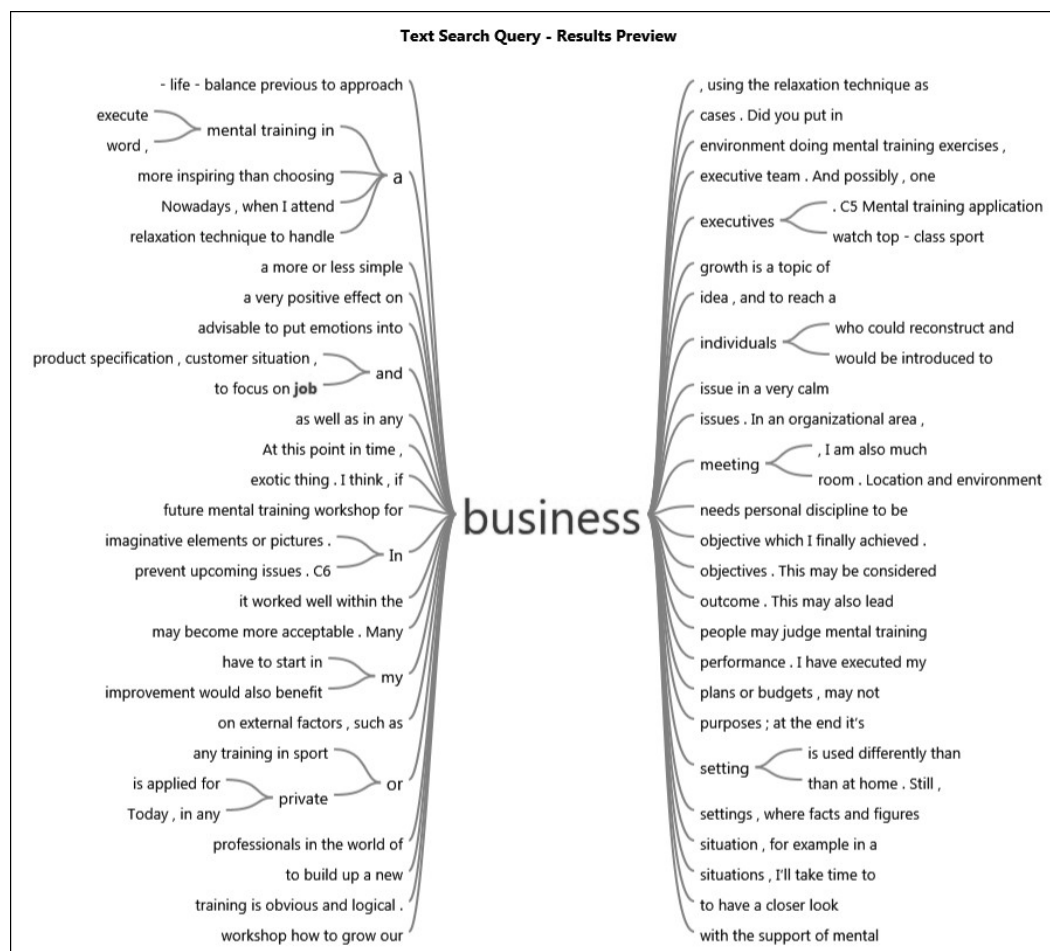 Text Search Query - Results Preview
- life - balance previous to approach
execute
word ,
mental training in
more inspiring than choosing
Nowadays , when I attend
relaxation technique to handle
a
a more or less simple
a very positive effect on
advisable to put emotions into
product specification , customer situation ,
to focus on job
and
as well as in any
At this point in time ,
exotic thing . I think , if
future mental training workshop for
imaginative elements or pictures .
prevent upcoming issues . C6
In
it worked well within the
may become more acceptable . Many
have to start in
improvement would also benefit
my
on external factors , such as
any training in sport
is applied for
Today , in any
private
or
professionals in the world of
to build up a new
training is obvious and logical .
workshop how to grow our
business
, using the relaxation technique as
cases . Did you put in
environment doing mental training exercises ,
executive team . And possibly , one
executives
. C5 Mental training application
watch top - class sport
growth is a topic of
idea , and to reach a
individuals
who could reconstruct and
would be introduced to
issue in a very calm
issues . In an organizational area ,
meeting
, I am also much
room . Location and environment
needs personal discipline to be
objective which I finally achieved .
objectives . This may be considered
outcome . This may also lead
people may judge mental training
performance . I have executed my
plans or budgets , may not
purposes ; at the end it's
setting
is used differently than
than at home . Still ,
settings , where facts and figures
situation , for example in a
situations , I'll take time to
to have a closer look
with the support of mental